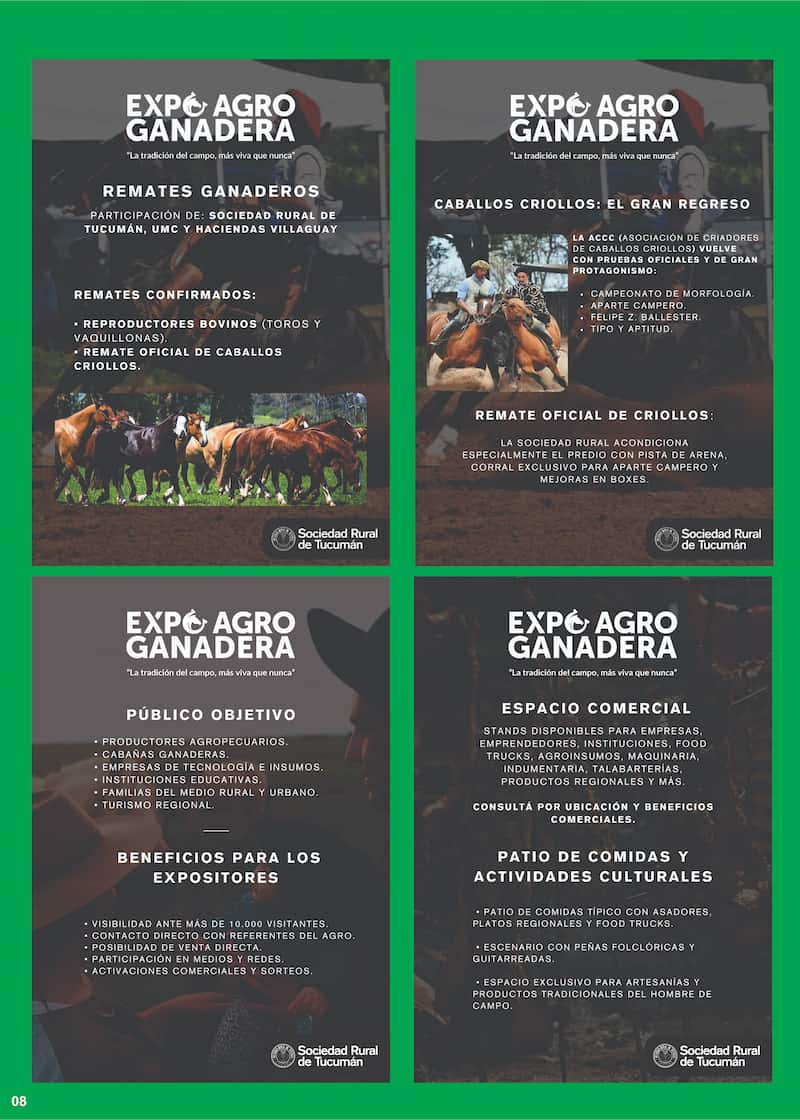 EXPO AGRO
GANADERA
"La tradición del campo, más viva que nunca"
REMATES GANADEROS
PARTICIPACIÓN DE: SOCIEDAD RURAL DE
TUCUMÁN, UMC Y HACIENDAS VILLAGUAY
REMATES CONFIRMADOS:
• REPRODUCTORES BOVINOS (TOROS Y
VAQUILLONAS).
• REMATE OFICIAL DE CABALLOS
CRIOLLOS.
Sociedad Rural
de Tucumán
EXPO AGRO
GANADERA
"La tradición del campo, más viva que nunca"
CABALLOS CRIOLLOS: EL GRAN REGRESO
LA ACCC (ASOCIACIÓN DE CRIADORES
DE CABALLOS CRIOLLOS) VUELVE
CON PRUEBAS OFICIALES Y DE GRAN
PROTAGONISMO:
• CAMPEONATO DE MORFOLOGÍA.
• APARTE CAMPERO.
• FELIPE Z. BALLESTER.
• TIPO Y APTITUD.
REMATE OFICIAL DE CRIOLLOS:
LA SOCIEDAD RURAL ACONDICIONA
ESPECIALMENTE EL PREDIO CON PISTA DE ARENA,
CORRAL EXCLUSIVO PARA APARTE CAMPERO Y
MEJORAS EN BOXES.
Sociedad Rural
de Tucumán
EXPO AGRO
GANADERA
"La tradición del campo, más viva que nunca"
PÚBLICO OBJETIVO
• PRODUCTORES AGROPECUARIOS.
• CABAÑAS GANADERAS.
• EMPRESAS DE TECNOLOGÍA E INSUMOS.
• INSTITUCIONES EDUCATIVAS.
• FAMILIAS DEL MEDIO RURAL Y URBANO.
• TURISMO REGIONAL.
BENEFICIOS PARA LOS
EXPOSITORES
• VISIBILIDAD ANTE MÁS DE 10.000 VISITANTES.
• CONTACTO DIRECTO CON REFERENTES DEL AGRO.
• POSIBILIDAD DE VENTA DIRECTA.
• PARTICIPACIÓN EN MEDIOS Y REDES.
• ACTIVACIONES COMERCIALES Y SORTEOS.
Sociedad Rural
de Tucumán
EXPO AGRO
GANADERA
"La tradición del campo, más viva que nunca"
ESPACIO COMERCIAL
STANDS DISPONIBLES PARA EMPRESAS,
EMPRENDEDORES, INSTITUCIONES, FOOD
TRUCKS, AGROINSUMOS, MAQUINARIA,
INDUMENTARIA, TALABARTERÍAS,
PRODUCTOS REGIONALES Y MÁS.
CONSULTÁ POR UBICACIÓN Y BENEFICIOS
COMERCIALES.
PATIO DE COMIDAS Y
ACTIVIDADES CULTURALES
• PATIO DE COMIDAS TÍPICO CON ASADORES,
PLATOS REGIONALES Y FOOD TRUCKS.
• ESCENARIO CON PEÑAS FOLCLÓRICAS Y
GUITARREADAS.
• ESPACIO EXCLUSIVO PARA ARTESANÍAS Y
PRODUCTOS TRADICIONALES DEL HOMBRE DE
CAMPO.
Sociedad Rural
de Tucumán
08